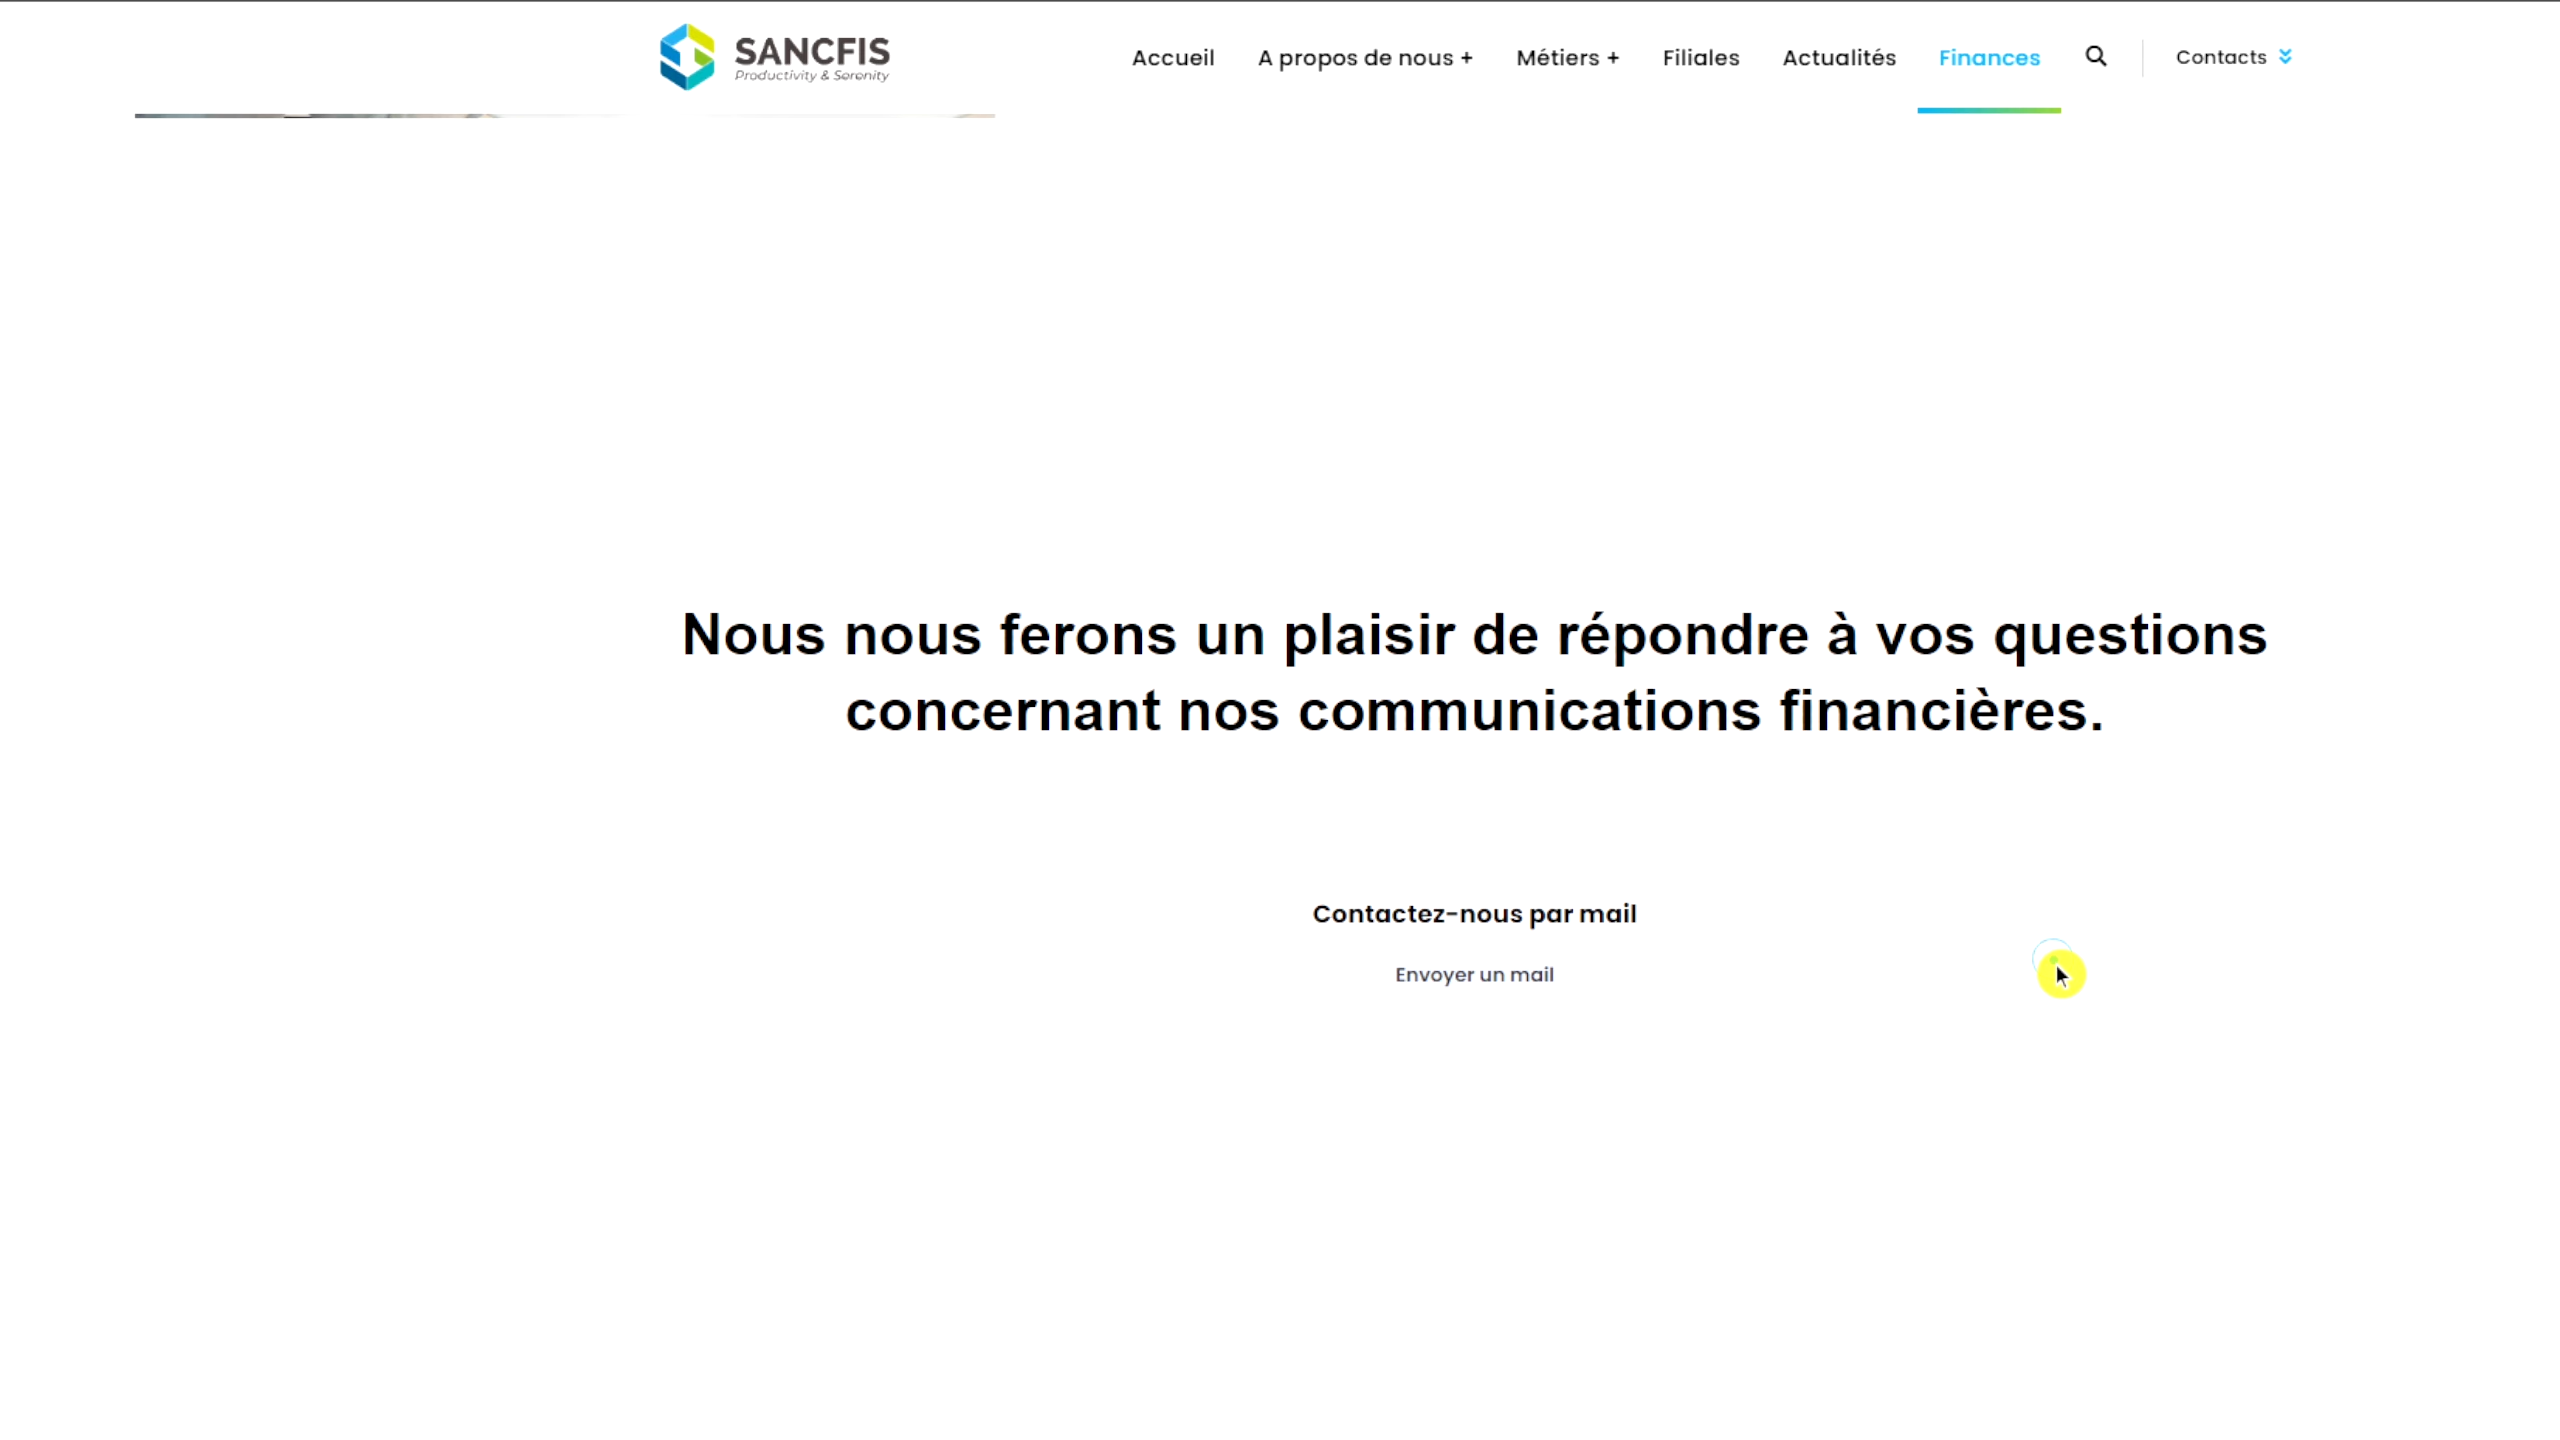 SANCFIS
Productivity & Serenity
Accueil A propos de nous + Métiers + Filiales Actualités Finances Contacts
Nous nous ferons un plaisir de répondre à vos questions
concernant nos communications financières.
Contactez-nous par mail
Envoyer un mail